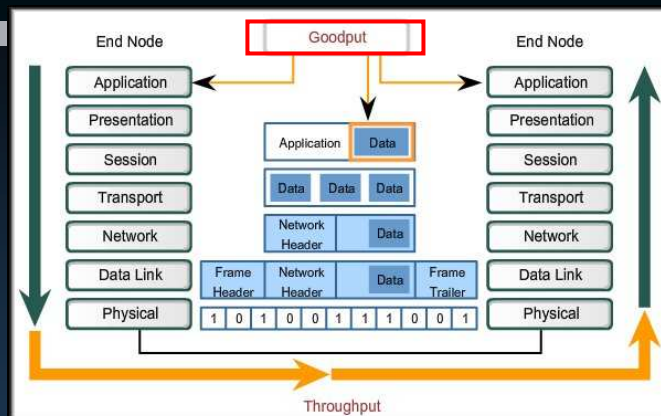 End Node
Goodput
End Node
Application
Presentation
Session
Transport
Network
Data Link
Physical
Application Data
Data Data Data
Network Header Data
Frame Header Network Header Data Frame Trailer
1 0 1 0 0 1 1 1 0 0 1
Application
Presentation
Session
Transport
Network
Data Link
Physical
Throughput